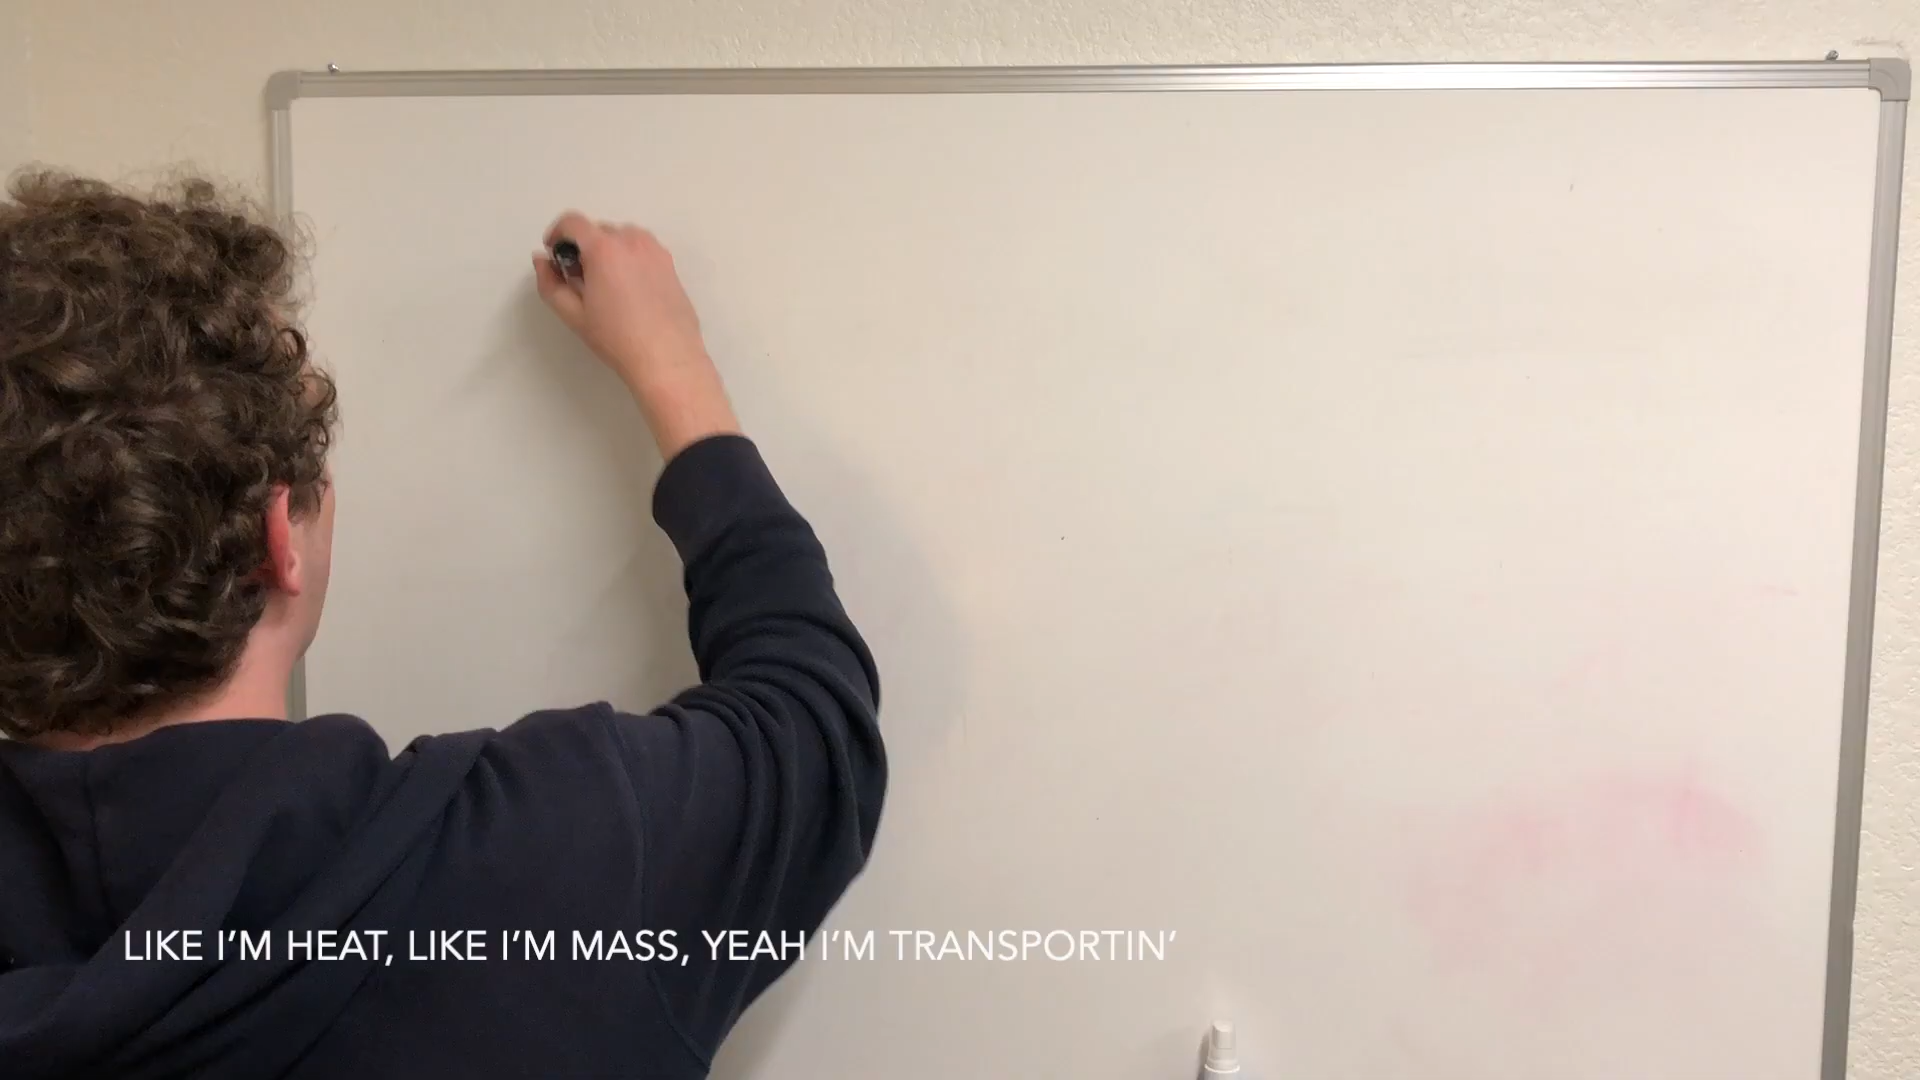 LIKE I’M HEAT, LIKE I’M MASS, YEAH I’M TRANSPORTIN’